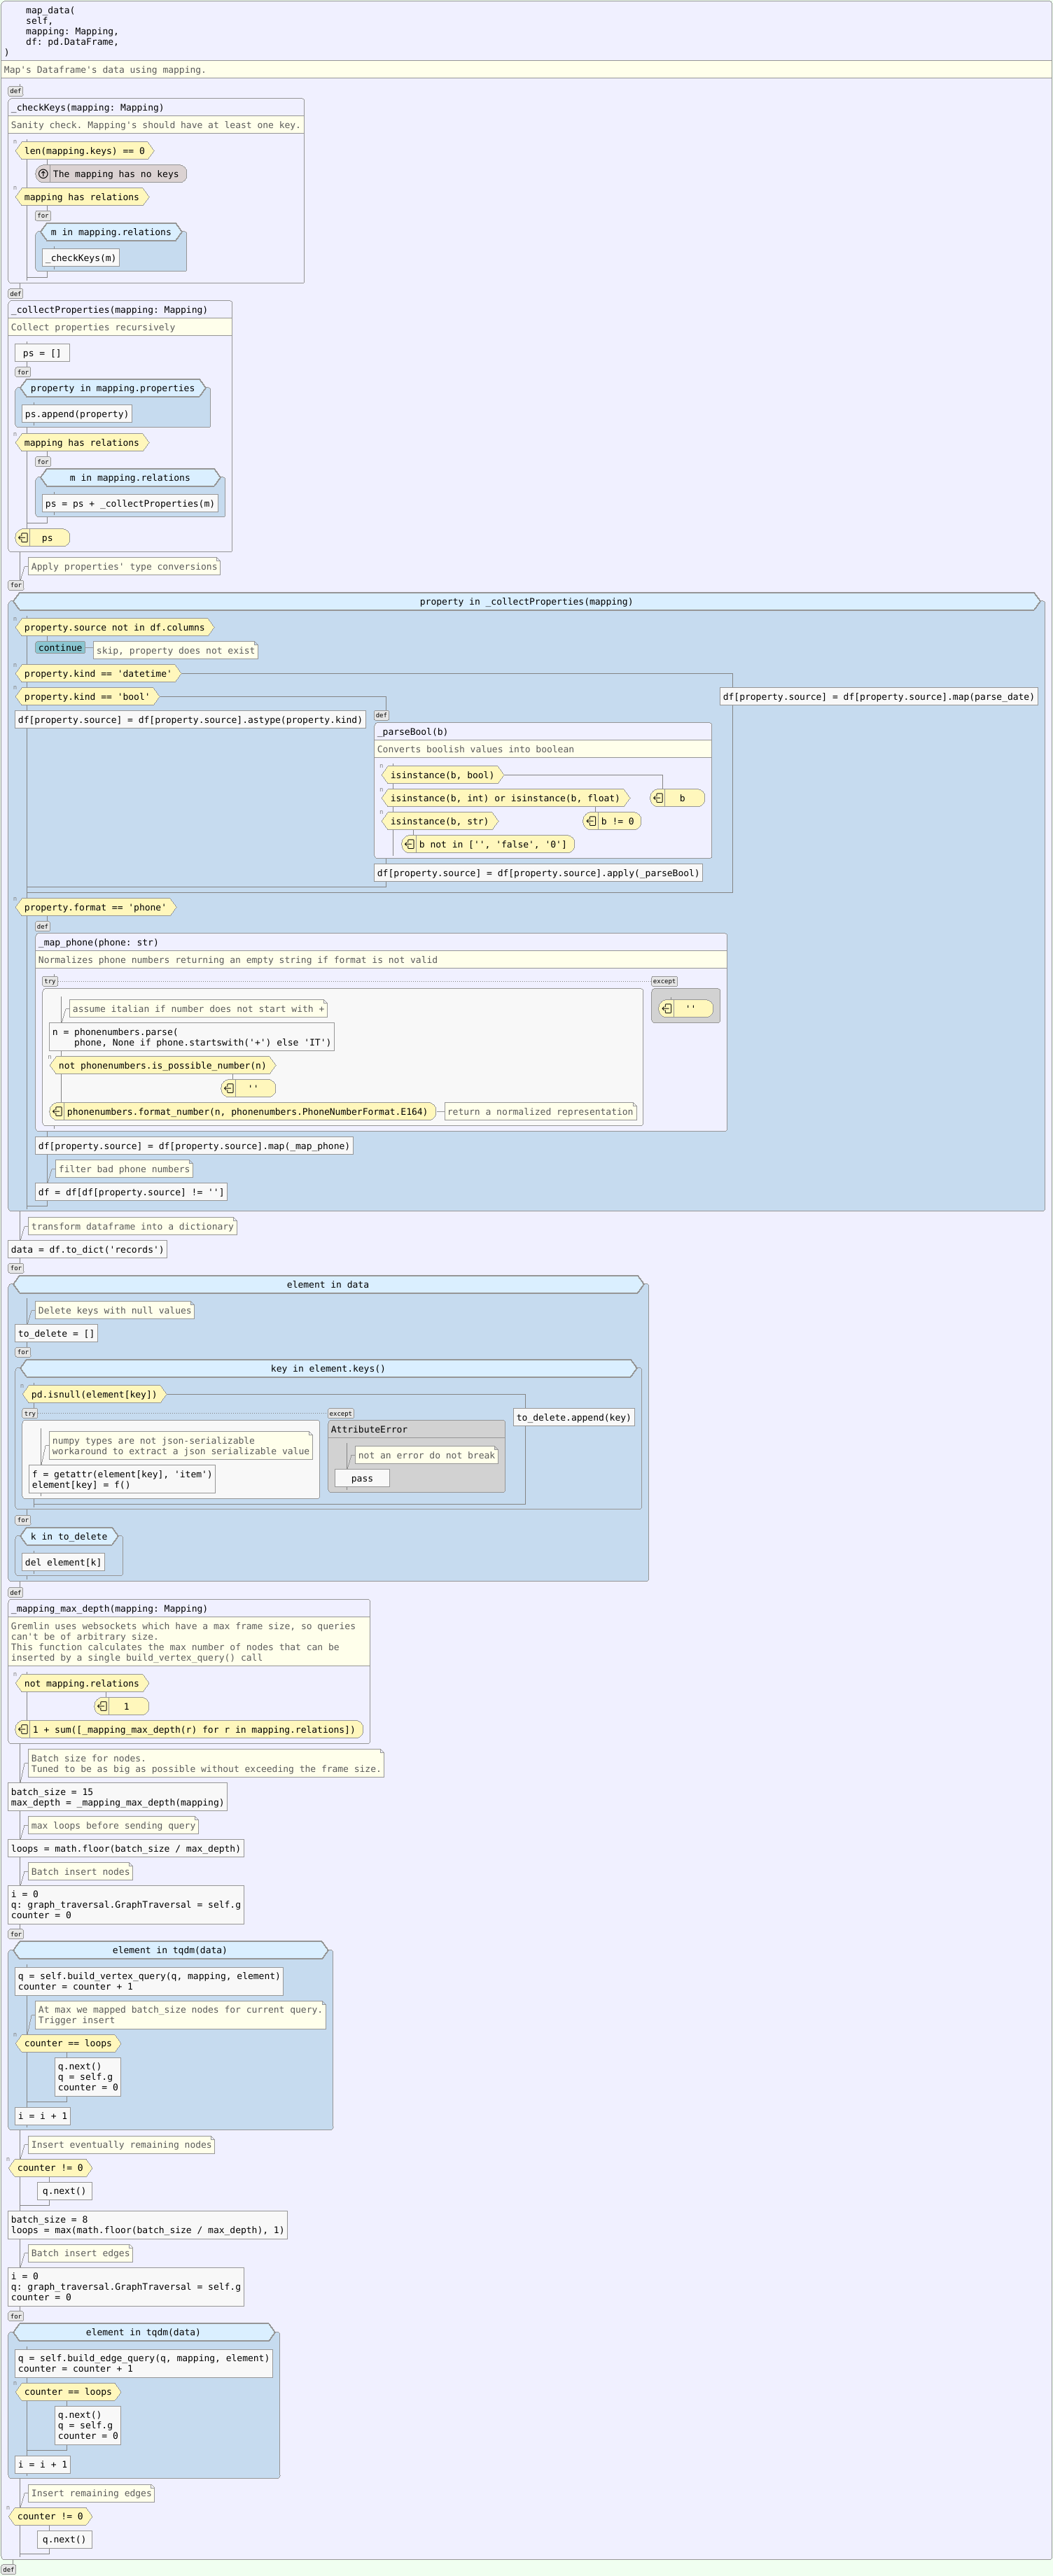 map_data(
self,
mapping: Mapping,
df: pd.DataFrame,
)
Map's Dataframe's data using mapping.
def
_checkKeys(mapping: Mapping)
Sanity check. Mapping's should have at least one key.
n
len(mapping.keys) == 0
The mapping has no keys
n
mapping has relations
for
m in mapping.relations
_checkKeys(m)
def
_collectProperties(mapping: Mapping)
Collect properties recursively
ps = []
for
property in mapping.properties
ps.append(property)
n
mapping has relations
for
m in mapping.relations
ps = ps + _collectProperties(m)
ps
Apply properties' type conversions
for
property in _collectProperties(mapping)
n
property.source not in df.columns
continue
skip, property does not exist
n
property.kind == 'datetime'
n
property.kind == 'bool'
df[property.source] = df[property.source].map(parse_date)
df[property.source] = df[property.source].astype(property.kind)
def
_parseBool(b)
Converts boolish values into boolean
n
isinstance(b, bool)
n
isinstance(b, int) or isinstance(b, float)
b
n
isinstance(b, str)
b != 0
b not in ['', 'false', '0']
df[property.source] = df[property.source].apply(_parseBool)
n
property.format == 'phone'
def
_map_phone(phone: str)
Normalizes phone numbers returning an empty string if format is not valid
try
except
assume italian if number does not start with +
''
n = phonenumbers.parse(
phone, None if phone.startswith('+') else 'IT')
n
not phonenumbers.is_possible_number(n)
''
phonenumbers.format_number(n, phonenumbers.PhoneNumberFormat.E164)
return a normalized representation
df[property.source] = df[property.source].map(_map_phone)
filter bad phone numbers
df = df[df[property.source] != '']
transform dataframe into a dictionary
data = df.to_dict('records')
for
element in data
Delete keys with null values
to_delete = []
for
key in element.keys()
n
pd.isnull(element[key])
try
except
to_delete.append(key)
AttributeError
numpy types are not json-serializable
workaround to extract a json serializable value
not an error do not break
f = getattr(element[key], 'item')
element[key] = f()
pass
for
k in to_delete
del element[k]
def
_mapping_max_depth(mapping: Mapping)
Gremlin uses websockets which have a max frame size, so queries
can't be of arbitrary size.
This function calculates the max number of nodes that can be
inserted by a single build_vertex_query() call
n
not mapping.relations
1
1 + sum([_mapping_max_depth(r) for r in mapping.relations])
Batch size for nodes.
Tuned to be as big as possible without exceeding the frame size.
batch_size = 15
max_depth = _mapping_max_depth(mapping)
max loops before sending query
loops = math.floor(batch_size / max_depth)
Batch insert nodes
i = 0
q: graph_traversal.GraphTraversal = self.g
counter = 0
for
element in tqdm(data)
q = self.build_vertex_query(q, mapping, element)
counter = counter + 1
At max we mapped batch_size nodes for current query.
Trigger insert
n
counter == loops
q.next()
q = self.g
counter = 0
i = i + 1
Insert eventually remaining nodes
n
counter != 0
q.next()
batch_size = 8
loops = max(math.floor(batch_size / max_depth), 1)
Batch insert edges
i = 0
q: graph_traversal.GraphTraversal = self.g
counter = 0
for
element in tqdm(data)
q = self.build_edge_query(q, mapping, element)
counter = counter + 1
n
counter == loops
q.next()
q = self.g
counter = 0
i = i + 1
Insert remaining edges
n
counter != 0
q.next()
def